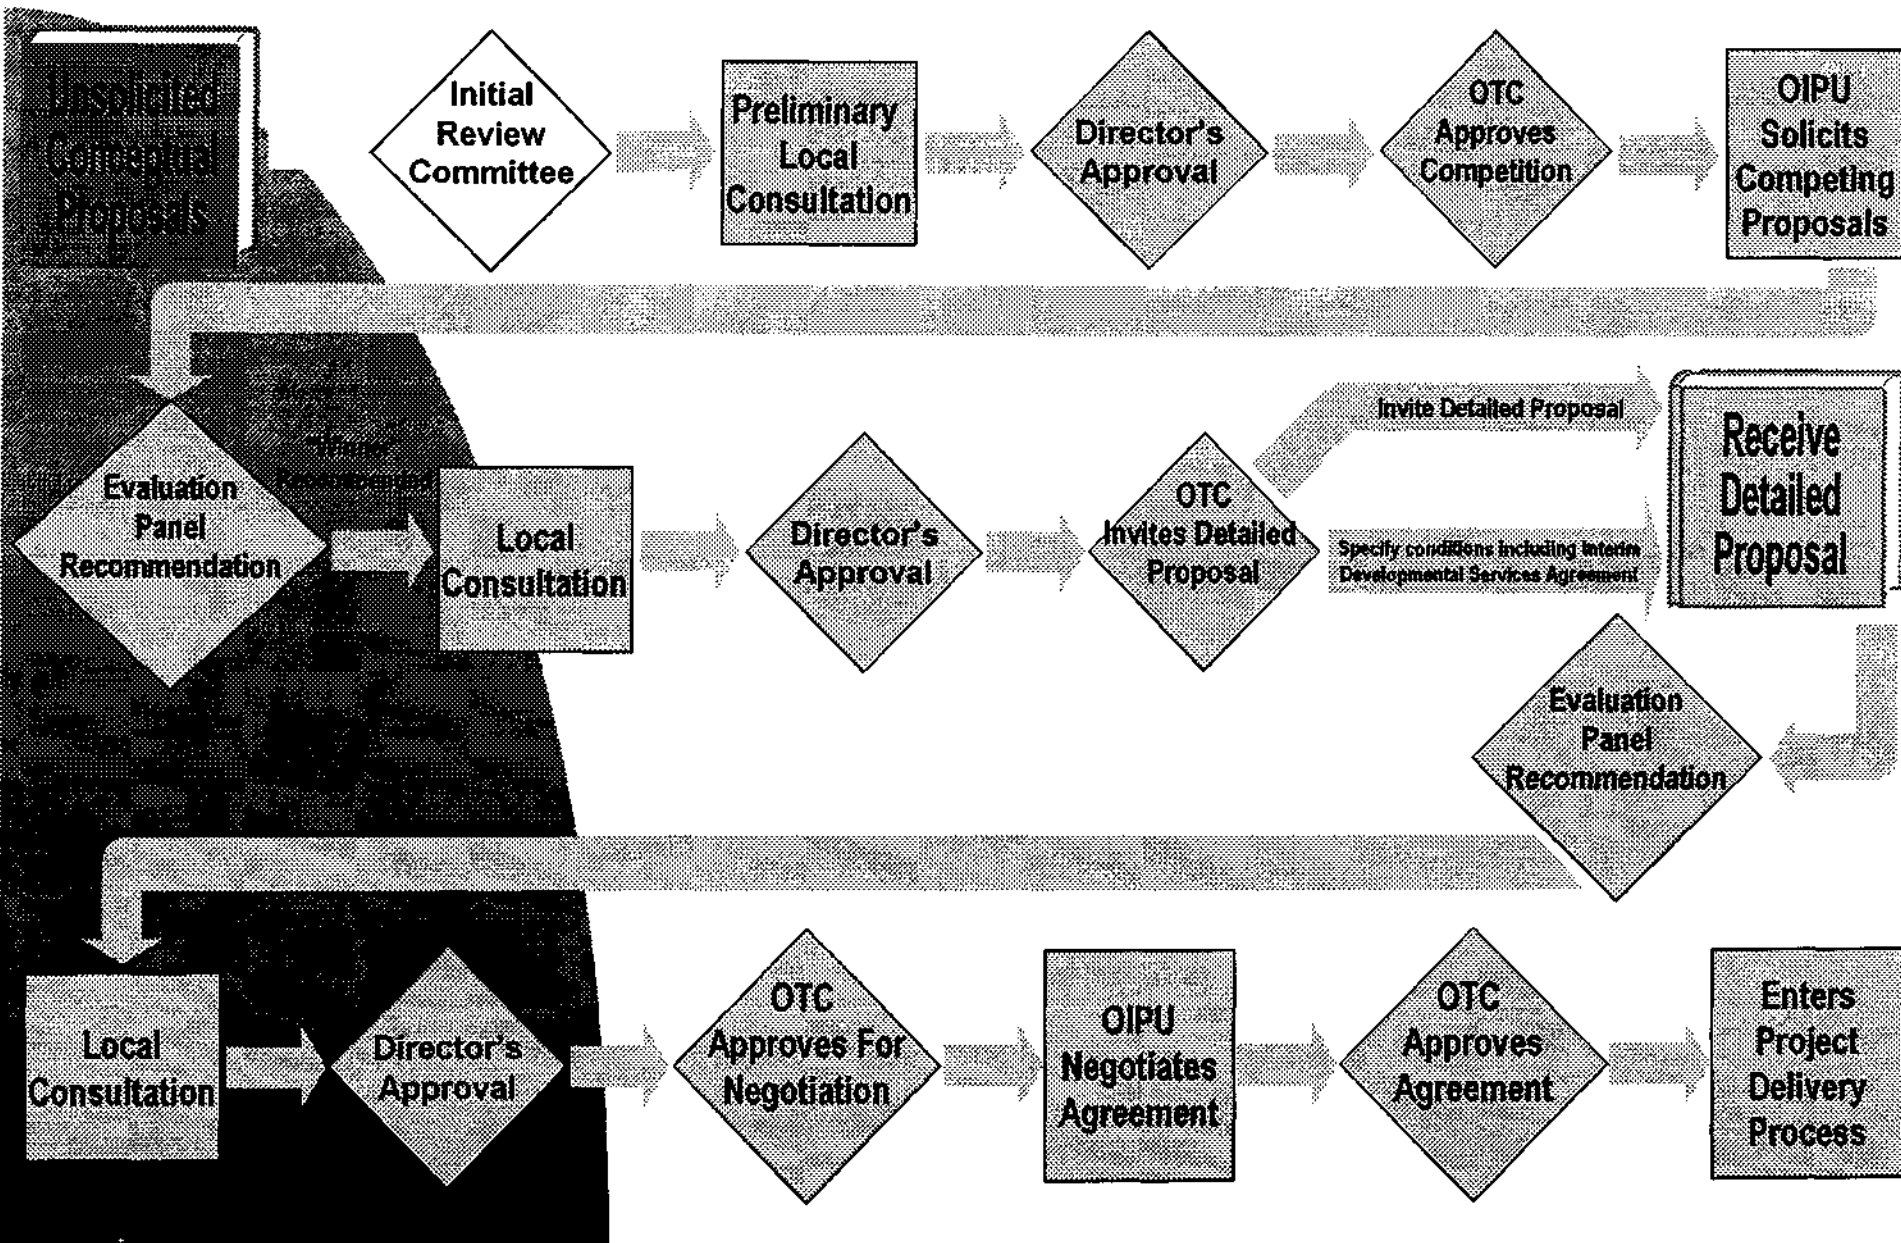 Unsolicited
Conceptual
Proposals
Initial
Review
Committee
Preliminary
Local
Consultation
Director's
Approval
OTC
Approves
Competition
OIPU
Solicits
Competing
Proposals
"Winner"
Recommended
Evaluation
Panel
Recommendation
Local
Consultation
Director's
Approval
OTC
Invites Detailed
Proposal
Invite Detailed Proposal
Specify conditions including Interim
Developmental Services Agreement
Receive
Detailed
Proposal
Evaluation
Panel
Recommendation
Local
Consultation
Director's
Approval
OTC
Approves For
Negotiation
OIPU
Negotiates
Agreement
OTC
Approves
Agreement
Enters
Project
Delivery
Process